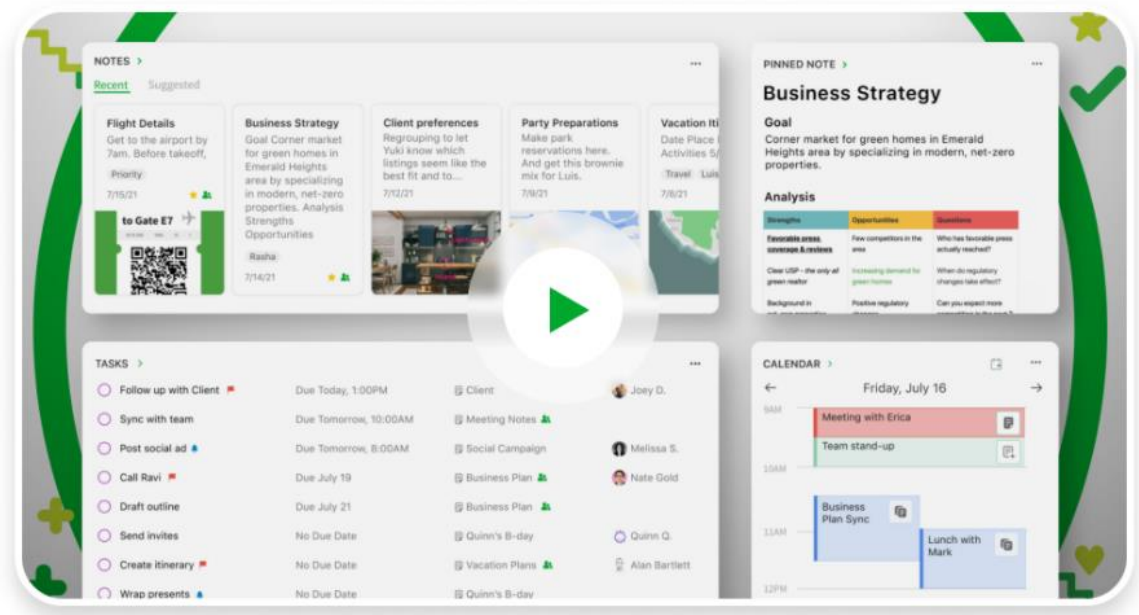 NOTES >
Recent Suggested
Flight Details
Get to the airport by
7am. Before takeoff,
Priority
7/15/21
to Gate E7
Business Strategy
Goal Corner market
for green homes in
Emerald Heights
area by specializing
in modern, net-zero
properties. Analysis
Strengths
Opportunities
Rasha
7/14/21
Client preferences
Regrouping to let
Yuki know which
listings seem like the
best fit and to...
7/12/21
Party Preparations
Make park
reservations here.
And get this brownie
mix for Luis.
7/9/21
Vacation Iti
Date Place
Activities 5/
Travel Luis
7/8/21
PINNED NOTE >
Business Strategy
Goal
Corner market for green homes in Emerald
Heights area by specializing in modern, net-zero
properties.
Analysis
Strengths Opportunities Questions
Favorable press
coverage & reviews
Few competitors in the
area
Who has favorable press
actually reached?
Clear USP - the only all
green realtor
Increasing demand for
green homes
When do regulatory
changes take effect?
Background in
Positive regulatory
Can you expect more
TASKS >
Follow up with Client Due Today, 1:00PM Client Joey D.
Sync with team Due Tomorrow, 10:00AM Meeting Notes
Post social ad Due Tomorrow, 8:00AM Social Campaign Melissa S.
Call Ravi Due July 19 Business Plan Nate Gold
Draft outline Due July 21 Business Plan
Send invites No Due Date Quinn's B-day Quinn Q.
Create itinerary No Due Date Vacation Plans Alan Bartlett
Wrap presents No Due Date Quinn's B-day
CALENDAR >
Friday, July 16
9AM
Meeting with Erica
Team stand-up
10AM
Business
Plan Sync
11AM
Lunch with
Mark
12PM